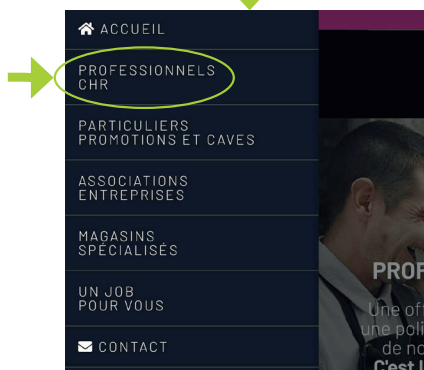 ACCUEIL
PROFESSIONNELS
CHR
PARTICULIERS
PROMOTIONS ET CAVES
ASSOCIATIONS
ENTREPRISES
MAGASINS
SPÉCIALISÉS
UN JOB
POUR VOUS
CONTACT
PROF
Une off
une poli
de no
C'est l